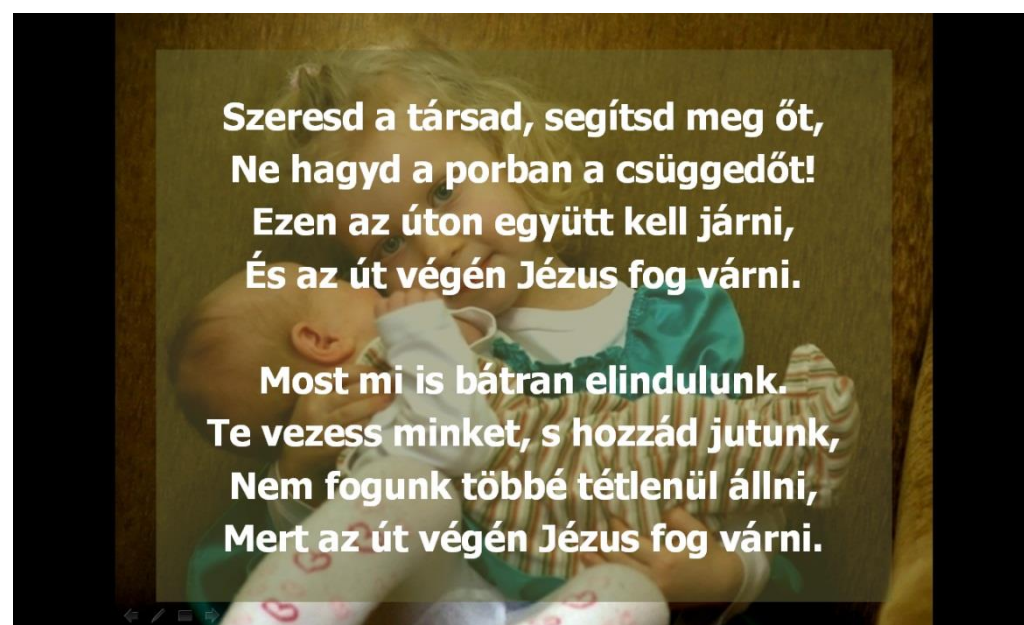 Szeresd a társad, segítsd meg őt,
Ne hagyd a porban a csüggedőt!
Ezen az úton együtt kell járni,
És az út végén Jézus fog várni.
Most mi is bátran elindulunk.
Te vezess minket, s hozzád jutunk,
Nem fogunk többé tétlenül állni,
Mert az út végén Jézus fog várni.